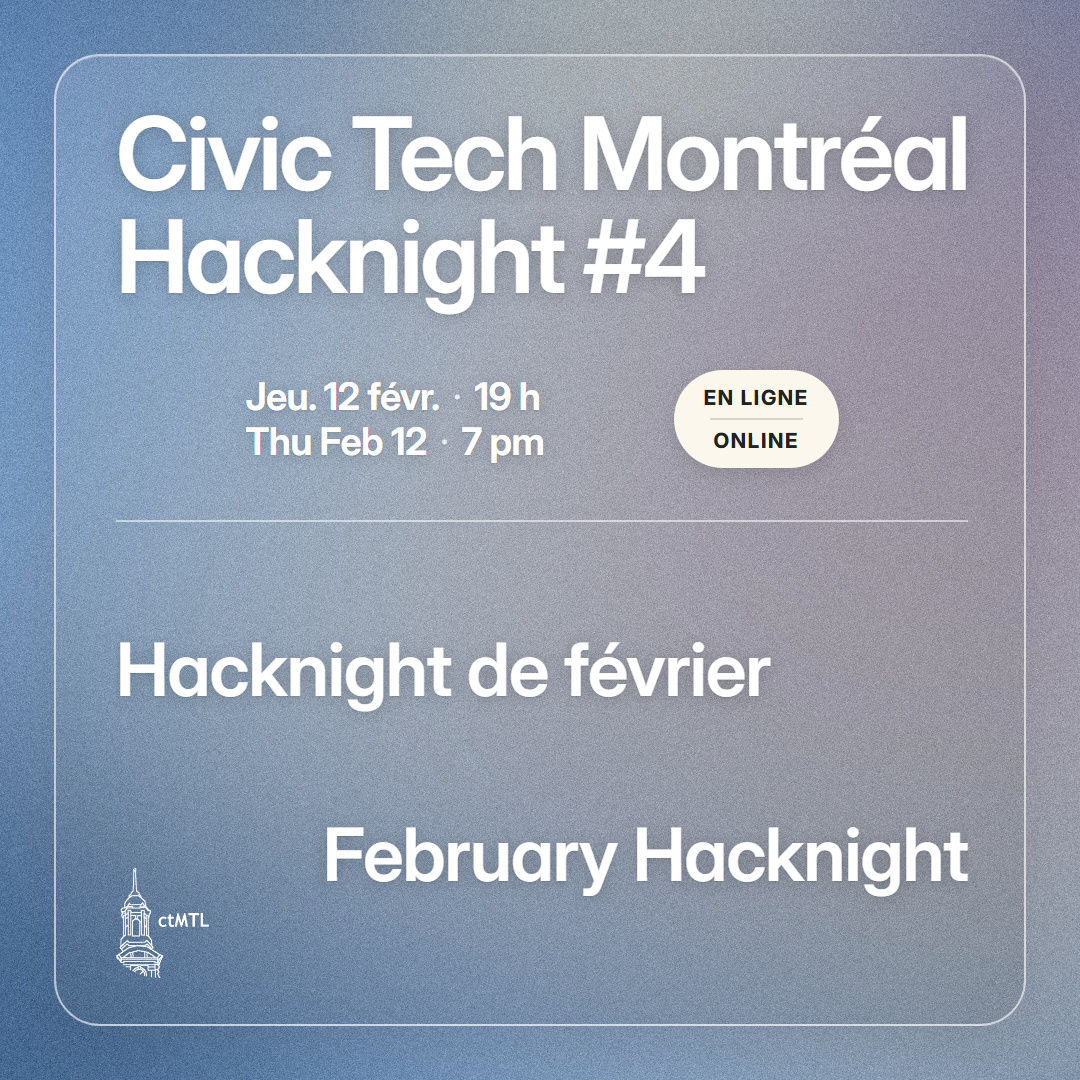 Civic Tech Montréal
Hacknight #4
Jeu. 12 févr. · 19 h
Thu Feb 12 · 7 pm
EN LIGNE
ONLINE
Hacknight de février
February Hacknight
ctMTL